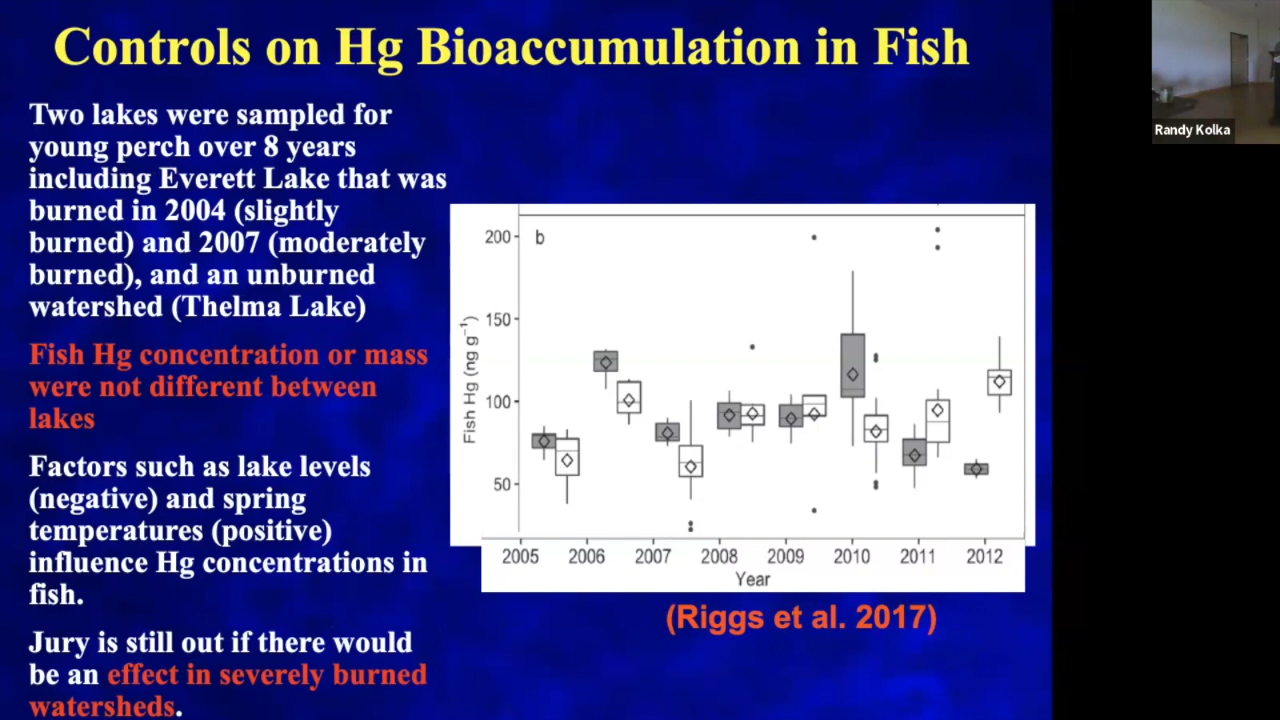 Controls on Hg Bioaccumulation in Fish
Two lakes were sampled for
young perch over 8 years
including Everett Lake that was
burned in 2004 (slightly
burned) and 2007 (moderately
burned), and an unburned
watershed (Thelma Lake)
Fish Hg concentration or mass
were not different between
lakes
Factors such as lake levels
(negative) and spring
temperatures (positive)
influence Hg concentrations in
fish.
Jury is still out if there would
be an effect in severely burned
watersheds.
b
Fish Hg (ng g⁻¹)
200
150
100
50
2005 2006 2007 2008 2009 2010 2011 2012
Year
(Riggs et al. 2017)
Randy Kolka